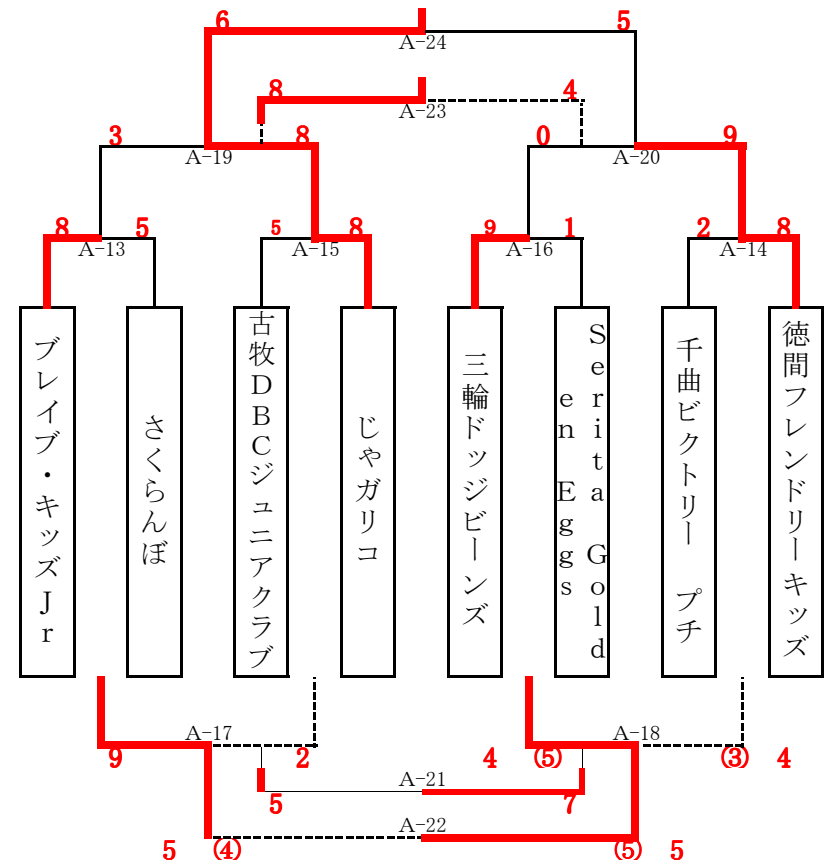 6 5
A-24
8 4
A-23
3 8 0 9
A-19 A-20
8 5 5 8 9 1 2 8
A-13 A-15 A-16 A-14
ブレイブ・キッズJr
さくらんぼ
古牧DBCジュニアクラブ
じゃガリコ
三輪ドッジビーンズ
Serita Gold
en Eggs
千曲ビクトリー プチ
徳間フレンドリーキッズ
A-17 A-18
9 2 4 (5) (3) 4
A-21
5 7
A-22
5 (4) (5) 5